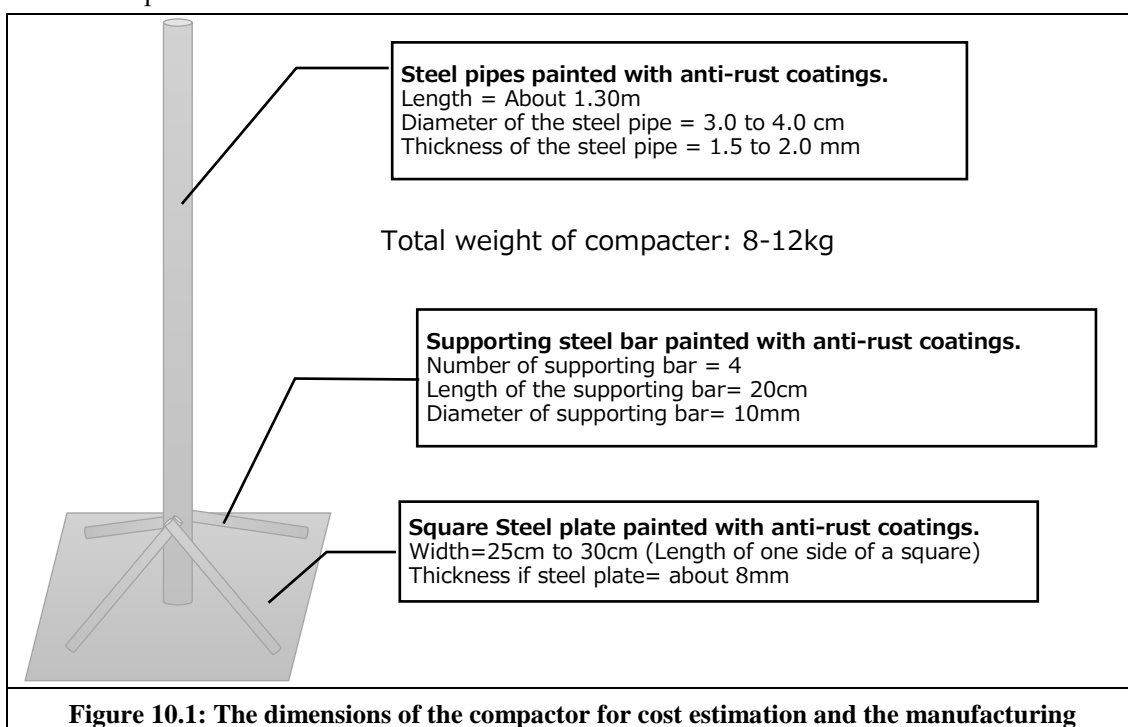 Steel pipes painted with anti-rust coatings.
Length = About 1.30m
Diameter of the steel pipe = 3.0 to 4.0 cm
Thickness of the steel pipe = 1.5 to 2.0 mm
Total weight of compacter: 8-12kg
Supporting steel bar painted with anti-rust coatings.
Number of supporting bar = 4
Length of the supporting bar= 20cm
Diameter of supporting bar= 10mm
Square Steel plate painted with anti-rust coatings.
Width=25cm to 30cm (Length of one side of a square)
Thickness if steel plate= about 8mm
Figure 10.1: The dimensions of the compactor for cost estimation and the manufacturing